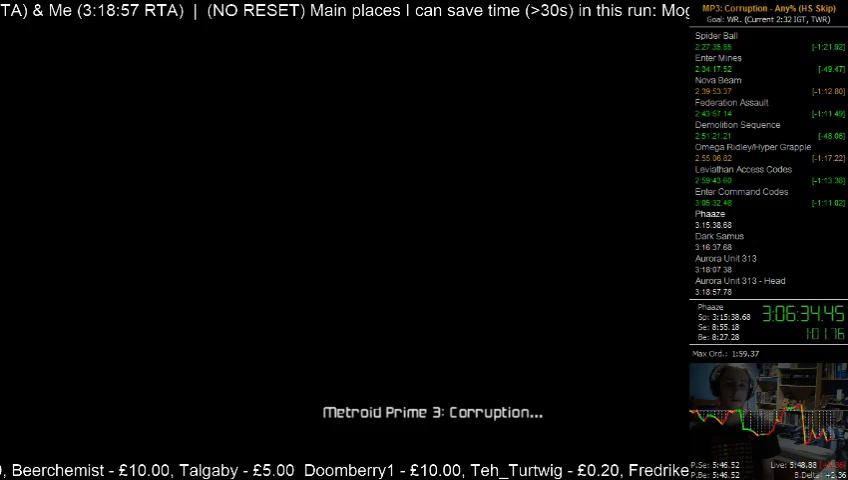 TA) & Me (3:18:57 RTA) | (NO RESET) Main places I can save time (>30s) in this run: Mog
MP3: Corruption - Any% (HS Skip)
Goal: WR. (Current 2:32 IGT, TWR)
Spider Ball
2:27:35.85 [-1:21.92]
Enter Mines
2:34:17.52 [-49.47]
Nova Beam
2:39:53.37 [-1:12.80]
Federation Assault
2:43:57.14 [-1:11.49]
Demolition Sequence
2:51:21.21 [-48.06]
Omega Ridley/Hyper Grapple
2:55:06.82 [-1:17.22]
Leviathan Access Codes
2:59:43.60 [-1:13.38]
Enter Command Codes
3:05:32.48 [-1:11.02]
Phaaze
3:15:38.68
Dark Samus
3:16:37.68
Aurora Unit 313
3:18:07.38
Aurora Unit 313 - Head
3:18:57.78
Phaaze
Sp: 3:15:38.68 3:06:34.45
Se: 8:55.18 1:01.76
Be: 8:27.28
Max Ord.: 1:59.37
Metroid Prime 3: Corruption...
P.Se: 5:46.52 Live: 5:48.88
P.Be: 5:46.52 B.Delta: +2.36
0, Beerchemist - £10.00, Talgaby - £5.00 Doomberry1 - £10.00, Teh_Turtwig - £0.20, Fredrike